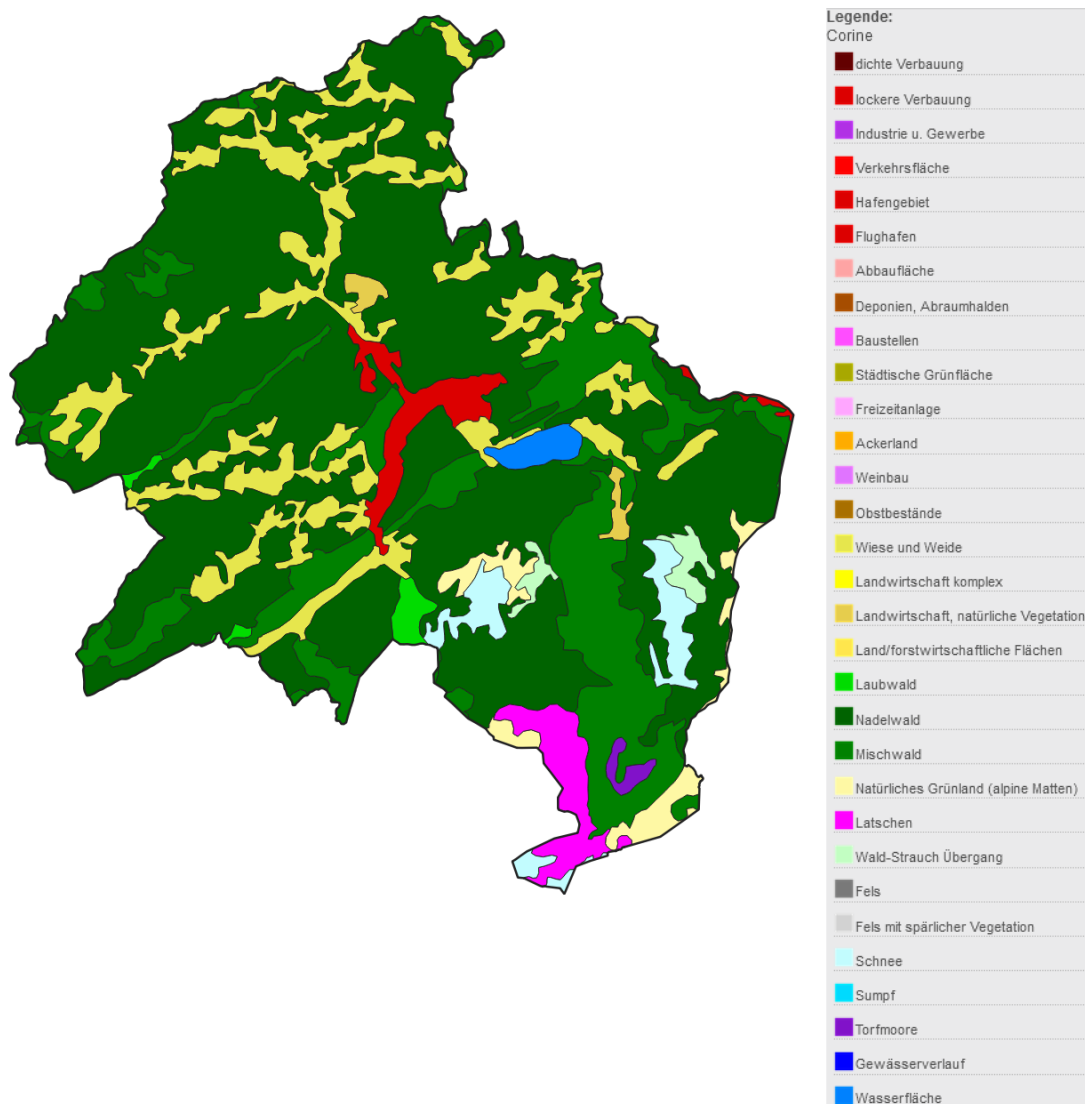 Legende:
Corine
dichte Verbauung
lockere Verbauung
Industrie u. Gewerbe
Verkehrsfläche
Hafengebiet
Flughafen
Abbaufläche
Deponien, Abraumhalden
Baustellen
Städtische Grünfläche
Freizeitanlage
Ackerland
Weinbau
Obstbestände
Wiese und Weide
Landwirtschaft komplex
Landwirtschaft, natürliche Vegetation
Land/forstwirtschaftliche Flächen
Laubwald
Nadelwald
Mischwald
Natürliches Grünland (alpine Matten)
Latschen
Wald-Strauch Übergang
Fels
Fels mit spärlicher Vegetation
Schnee
Sumpf
Torfmoore
Gewässerverlauf
Wasserfläche